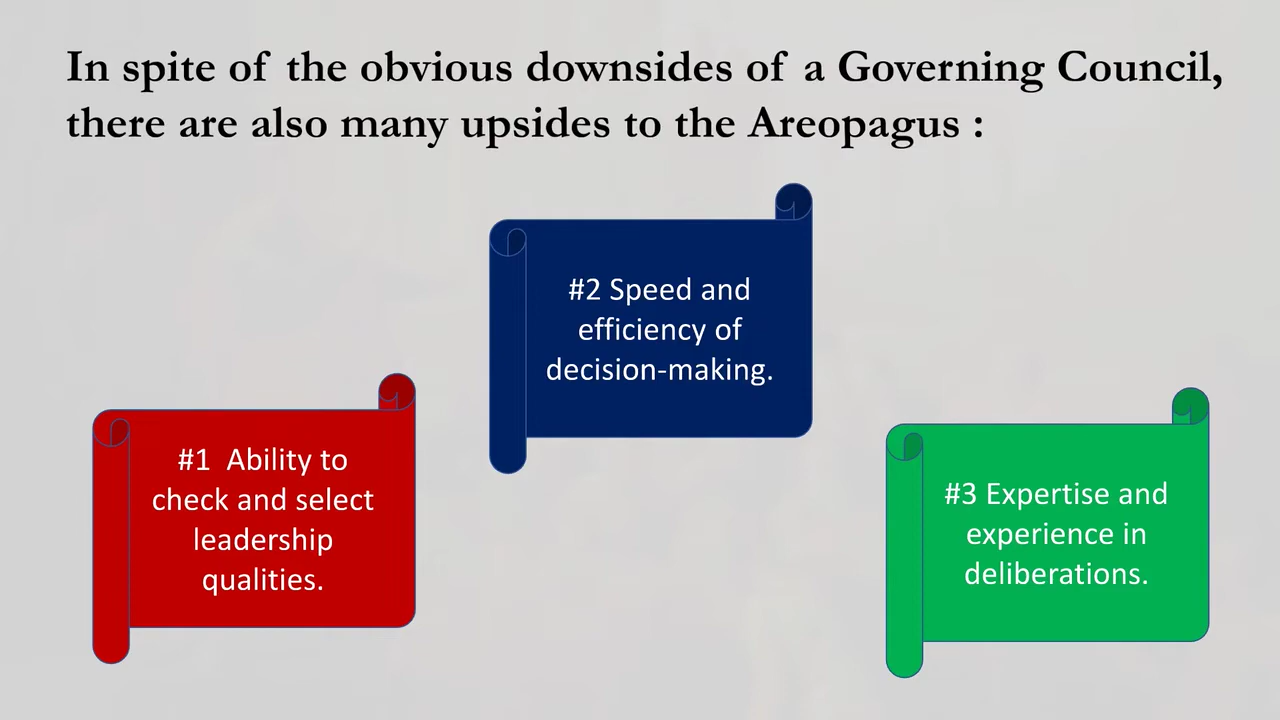 In spite of the obvious downsides of a Governing Council,
there are also many upsides to the Areopagus :
#1 Ability to
check and select
leadership
qualities.
#2 Speed and
efficiency of
decision-making.
#3 Expertise and
experience in
deliberations.